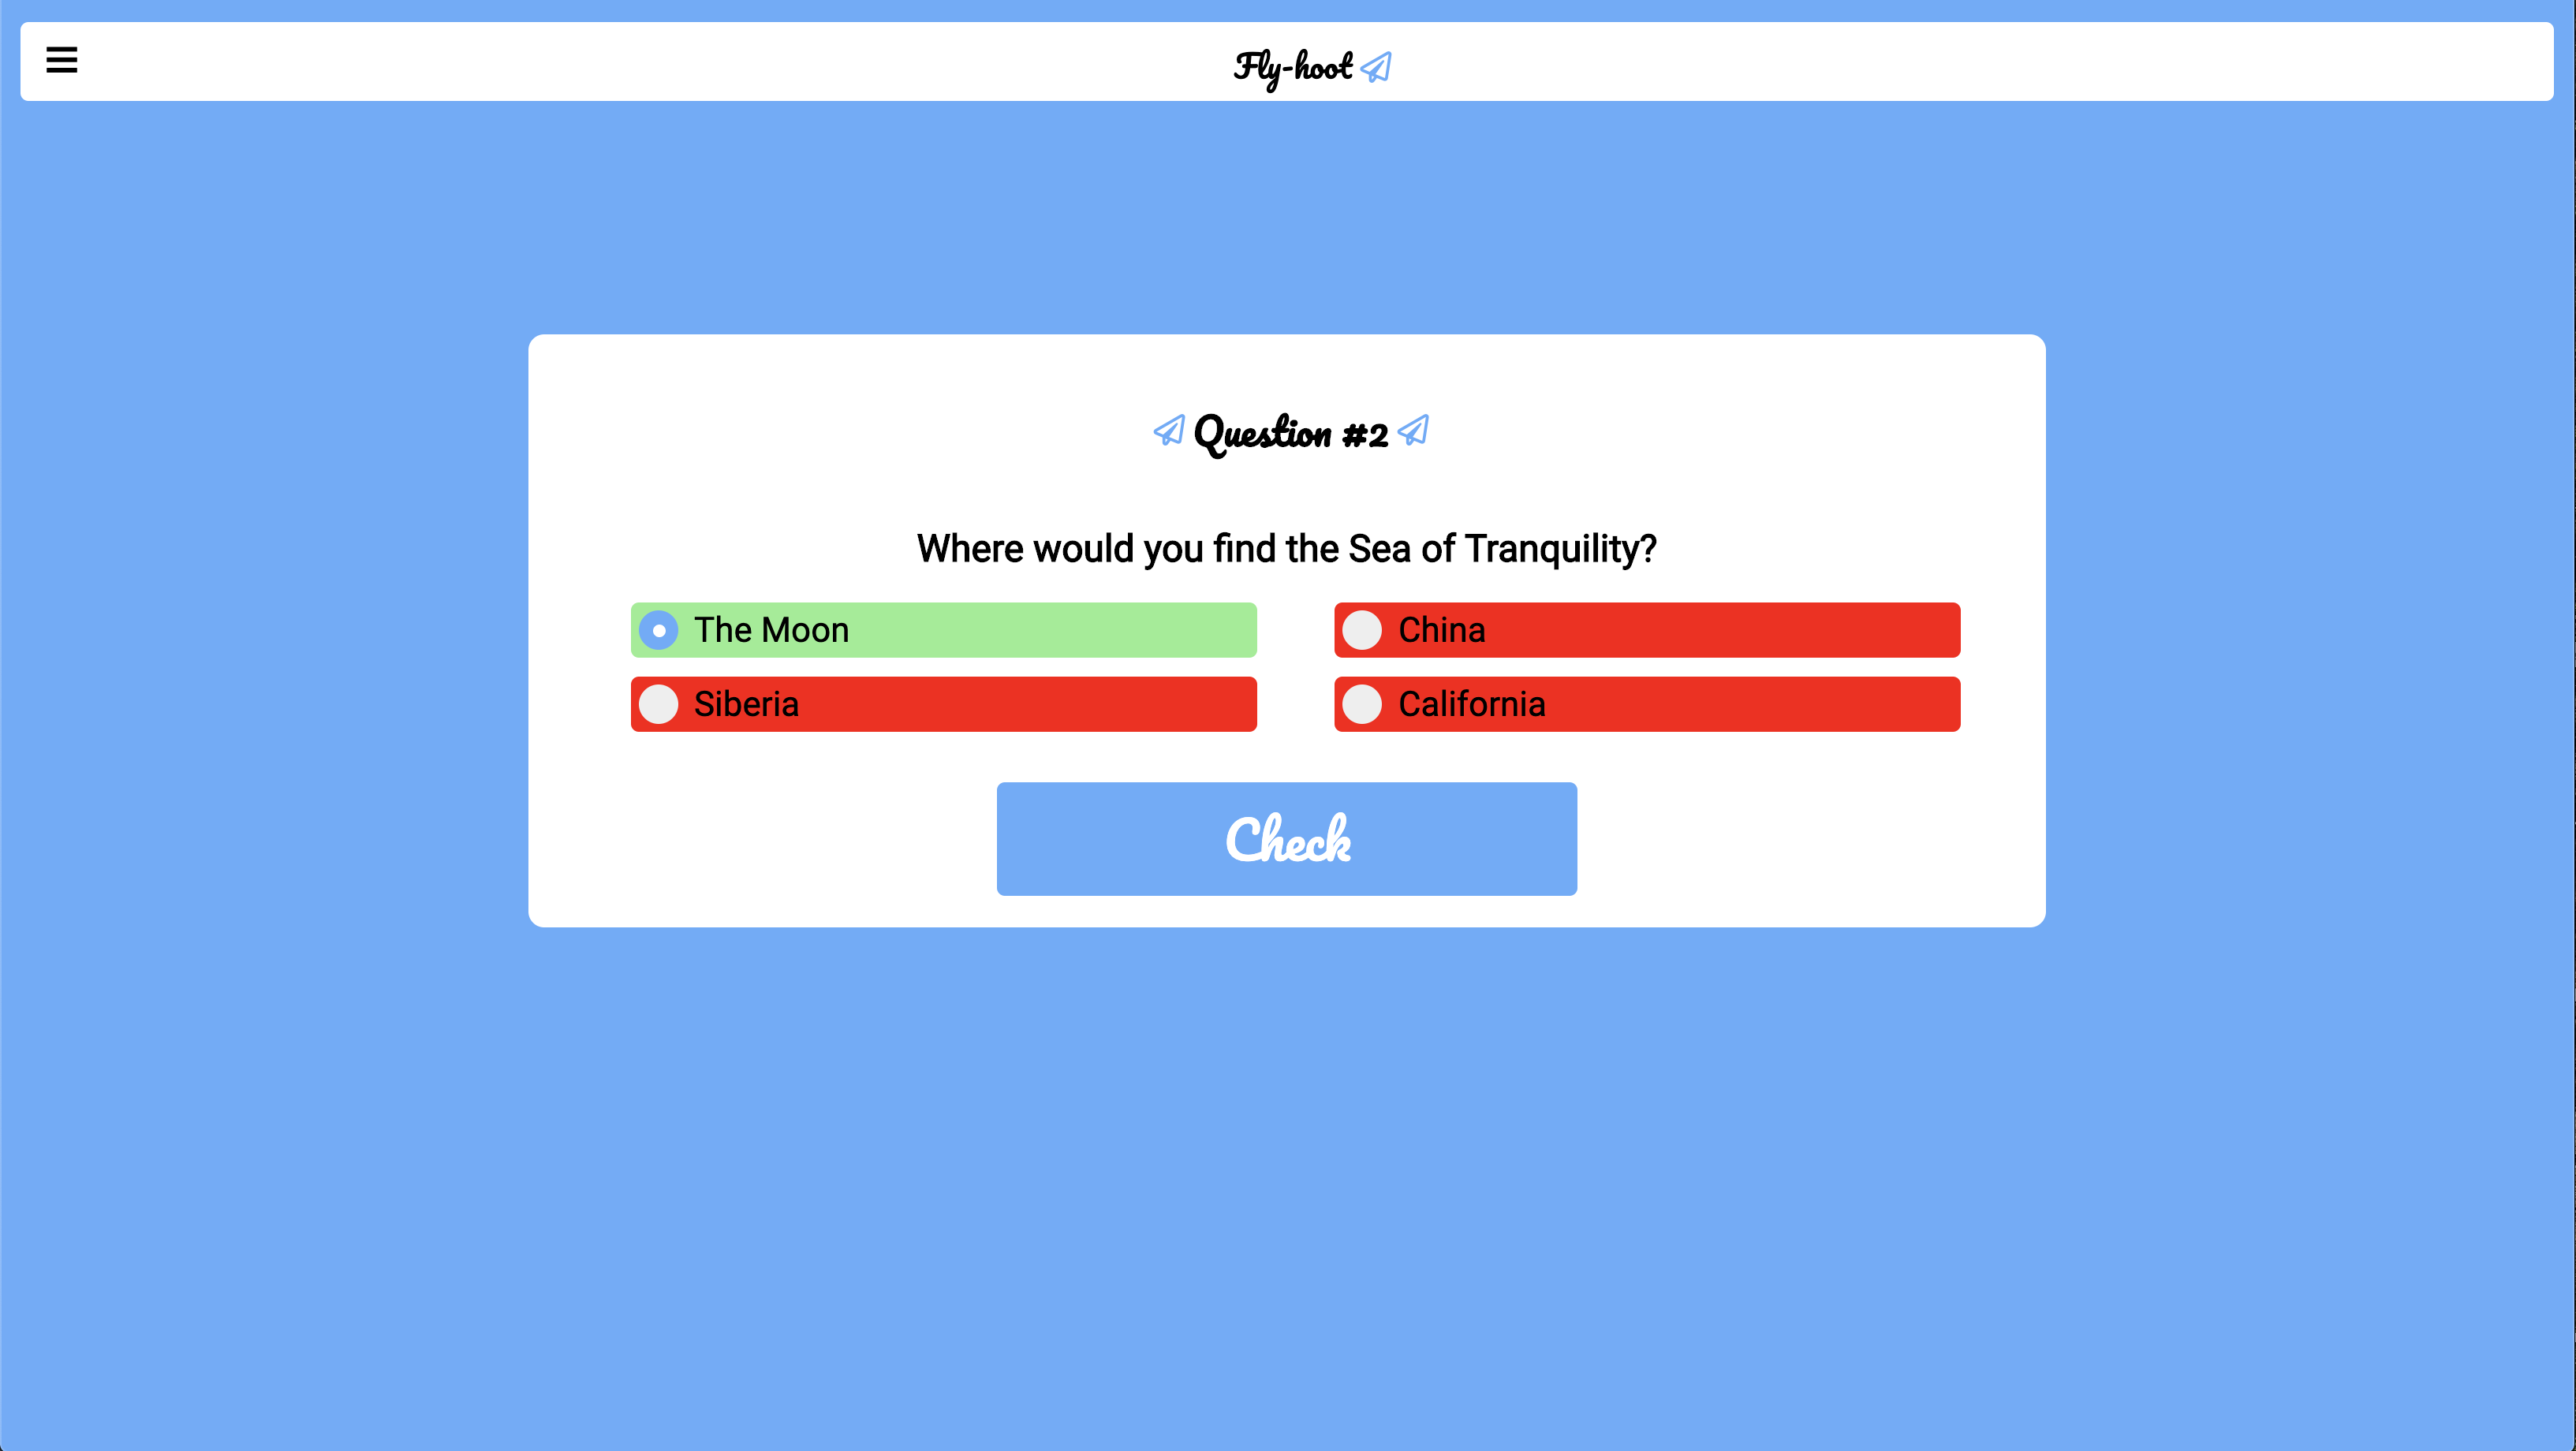 Fly-hoot
Question #2
Where would you find the Sea of Tranquility?
The Moon
China
Siberia
California
Check